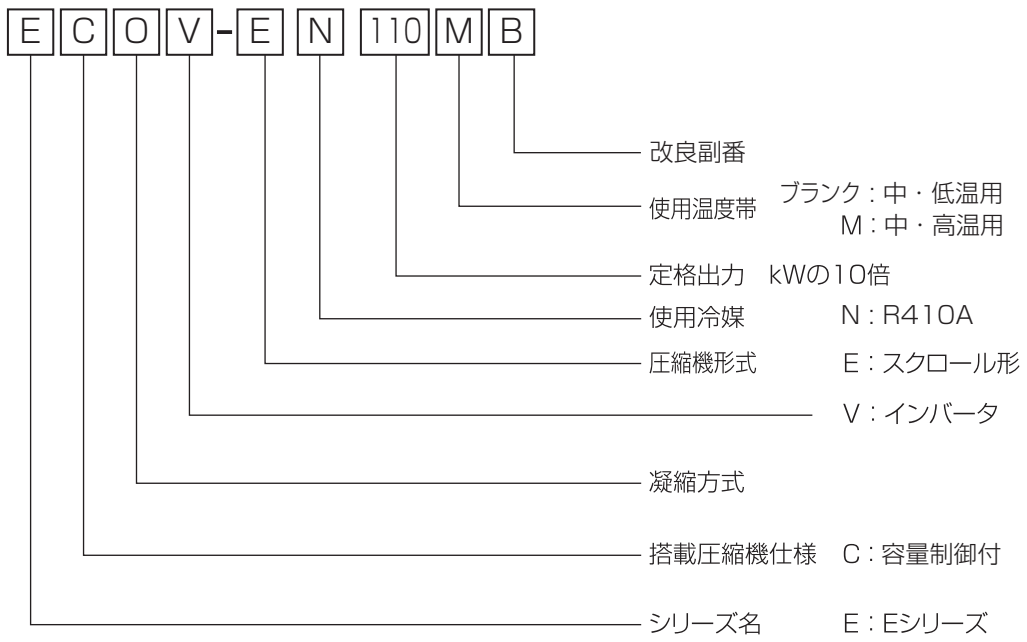 ECOV-EN110MB
改良副番
使用温度帯 ブランク：中・低温用
M：中・高温用
定格出力 kWの10倍
使用冷媒 N：R410A
圧縮機形式 E：スクロール形
V：インバータ
凝縮方式
搭載圧縮機仕様 C：容量制御付
シリーズ名 E：Eシリーズ